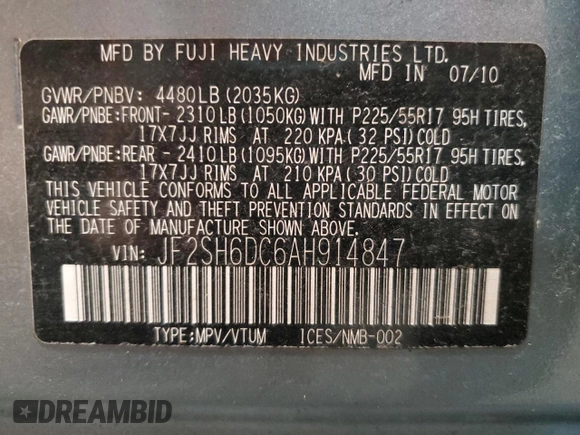 MFD BY FUJI HEAVY INDUSTRIES LTD.
MFD IN 07/10
GVWR/PNBV: 4480LB (2035KG)
GAWR/PNBE:FRONT- 2310LB(1050KG)WITH P225/55R17 95H TIRES,
17X7JJ RIMS AT 220 KPA(32 PSI)COLD
GAWR/PNBE:REAR - 2410LB(1095KG)WITH P225/55R17 95H TIRES,
17X7JJ RIMS AT 210 KPA(30 PSI)COLD
THIS VEHICLE CONFORMS TO ALL APPLICABLE FEDERAL MOTOR
VEHICLE SAFETY AND THEFT PREVENTION STANDARDS IN EFFECT
ON THE DATE OF MANUFACTURE SHOWN ABOVE.
VIN: JF2SH6DC6AH914847
TYPE:MPV/VTUM ICES/NMB-002
DREAMBID